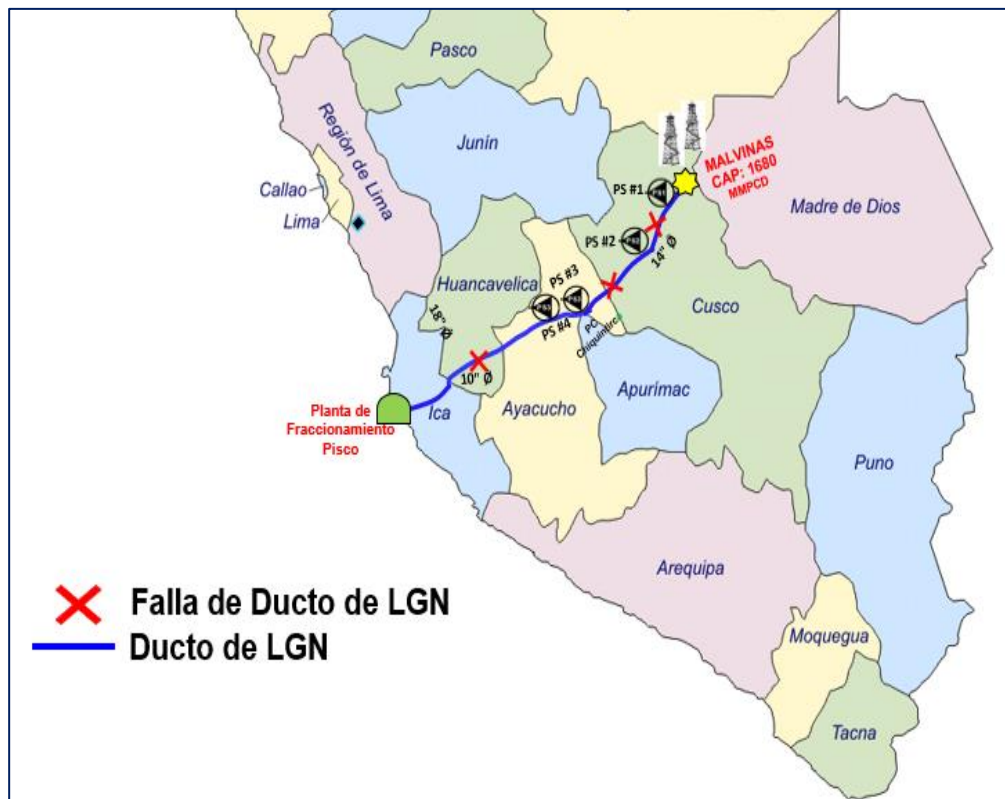 Pasco
Región de Lima
Junín
MALVINAS
CAP: 1680
MMPCD
Callao
Lima
PS #1
PS #2
14" Ø
Madre de Dios
Huancavelica
PS #3
PS #4
18" Ø
PC
Chiquintirca
Cusco
10" Ø
Planta de
Fraccionamiento
Pisco
Ica
Ayacucho
Apurímac
Puno
Arequipa
Falla de Ducto de LGN
Ducto de LGN
Moquegua
Tacna